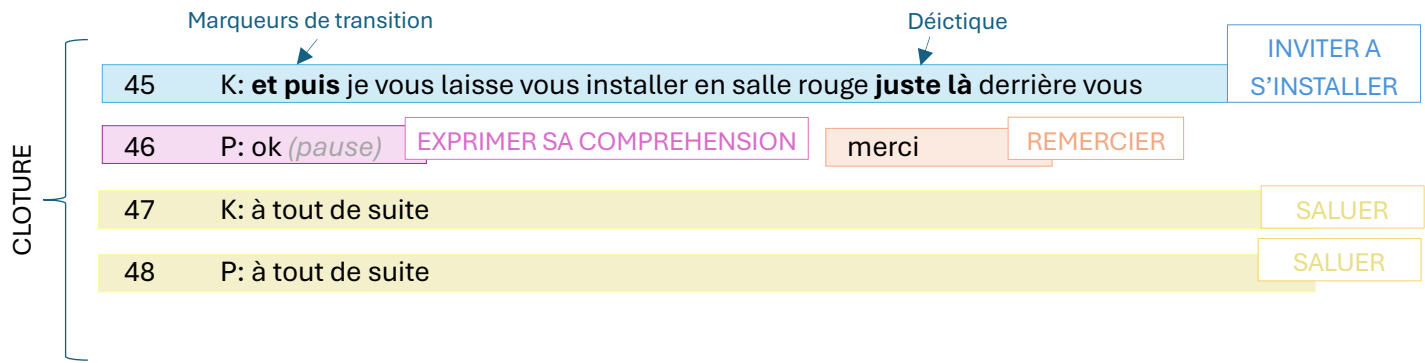 Marqueurs de transition
Déictique
45 K: et puis je vous laisse vous installer en salle rouge juste là derrière vous
INVITER A
S’INSTALLER
46 P: ok (pause) EXPRIMER SA COMPREHENSION merci REMERCIER
CLOTURE
47 K: à tout de suite SALUER
48 P: à tout de suite SALUER